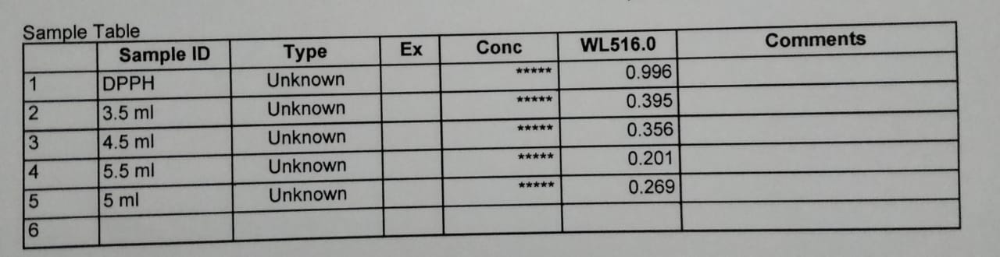 Sample Table
Sample ID Type Ex Conc WL516.0 Comments
1 DPPH Unknown ***** 0.996
2 3.5 ml Unknown ***** 0.395
3 4.5 ml Unknown ***** 0.356
4 5.5 ml Unknown ***** 0.201
5 5 ml Unknown ***** 0.269
6